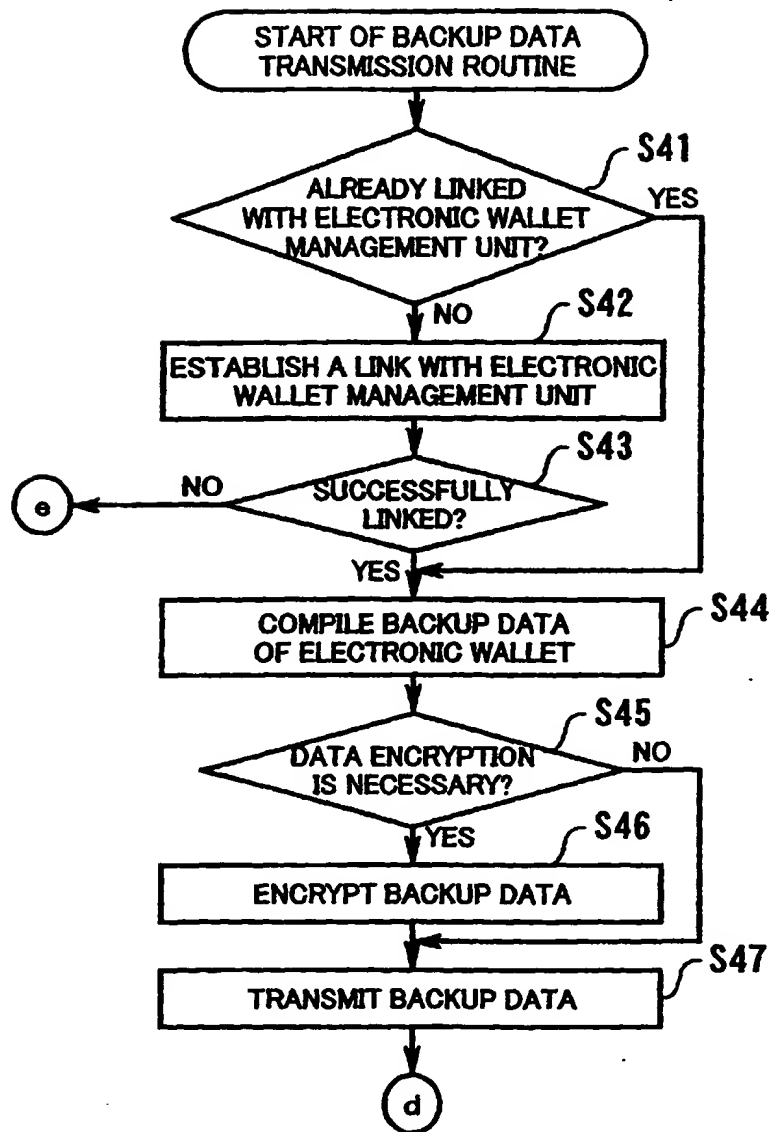 START OF BACKUP DATA
TRANSMISSION ROUTINE
S41
ALREADY LINKED
WITH ELECTRONIC WALLET
MANAGEMENT UNIT?
YES
NO
S42
ESTABLISH A LINK WITH ELECTRONIC
WALLET MANAGEMENT UNIT
S43
SUCCESSFULLY
LINKED?
NO
e
YES
S44
COMPILE BACKUP DATA
OF ELECTRONIC WALLET
S45
DATA ENCRYPTION
IS NECESSARY?
NO
YES
S46
ENCRYPT BACKUP DATA
S47
TRANSMIT BACKUP DATA
d